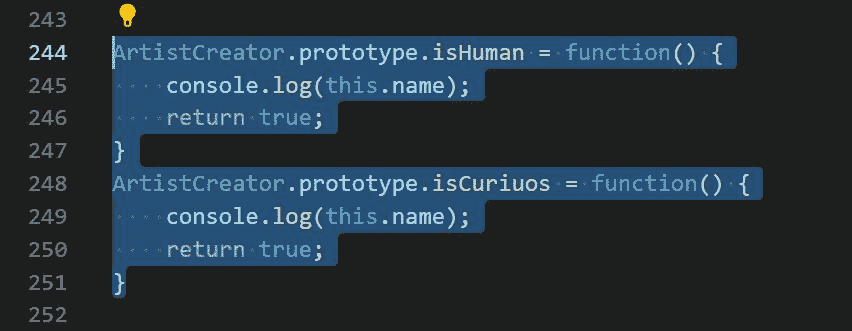 243
244 ArtistCreator.prototype.isHuman = function() {
245     console.log(this.name);
246     return true;
247 }
248 ArtistCreator.prototype.isCuriuos = function() {
249     console.log(this.name);
250     return true;
251 }
252